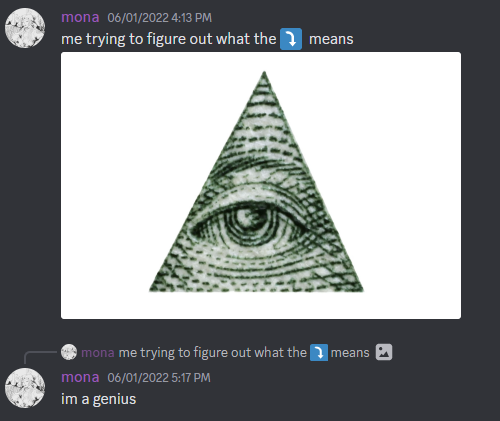 mona 06/01/2022 4:13 PM
me trying to figure out what the ⤵️ means
mona me trying to figure out what the ⤵️ means
mona 06/01/2022 5:17 PM
im a genius